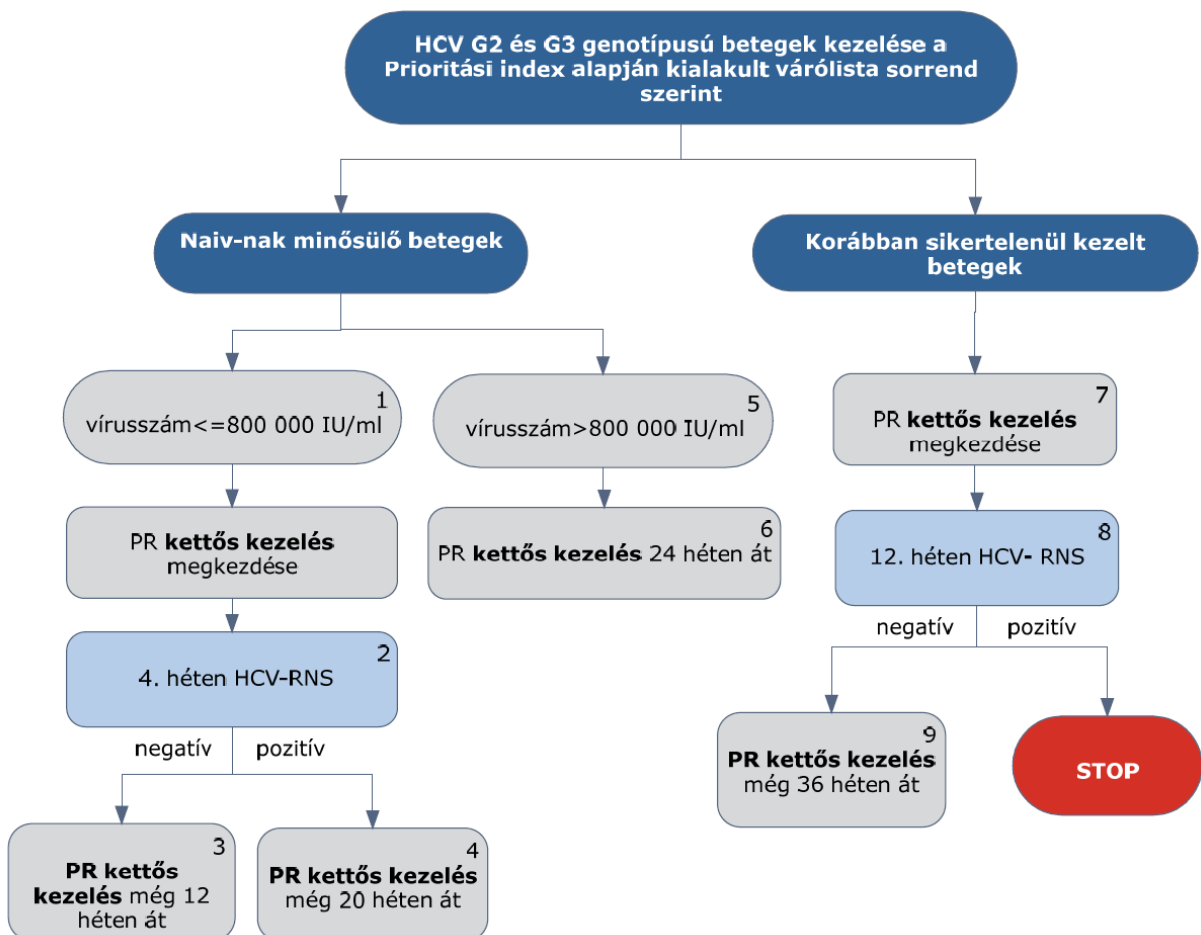 HCV G2 és G3 genotípusú betegek kezelése a
Prioritási index alapján kialakult várólista sorrend
szerint
Naiv-nak minősülő betegek
Korábban sikertelenül kezelt
betegek
1
vírusszám<=800 000 IU/ml
5
vírusszám>800 000 IU/ml
7
PR kettős kezelés
megkezdése
PR kettős kezelés
megkezdése
6
PR kettős kezelés 24 héten át
8
12. héten HCV- RNS
2
4. héten HCV-RNS
negatív
pozitív
negatív
pozitív
9
PR kettős kezelés
még 36 héten át
STOP
3
PR kettős
kezelés még 12
héten át
4
PR kettős kezelés
még 20 héten át